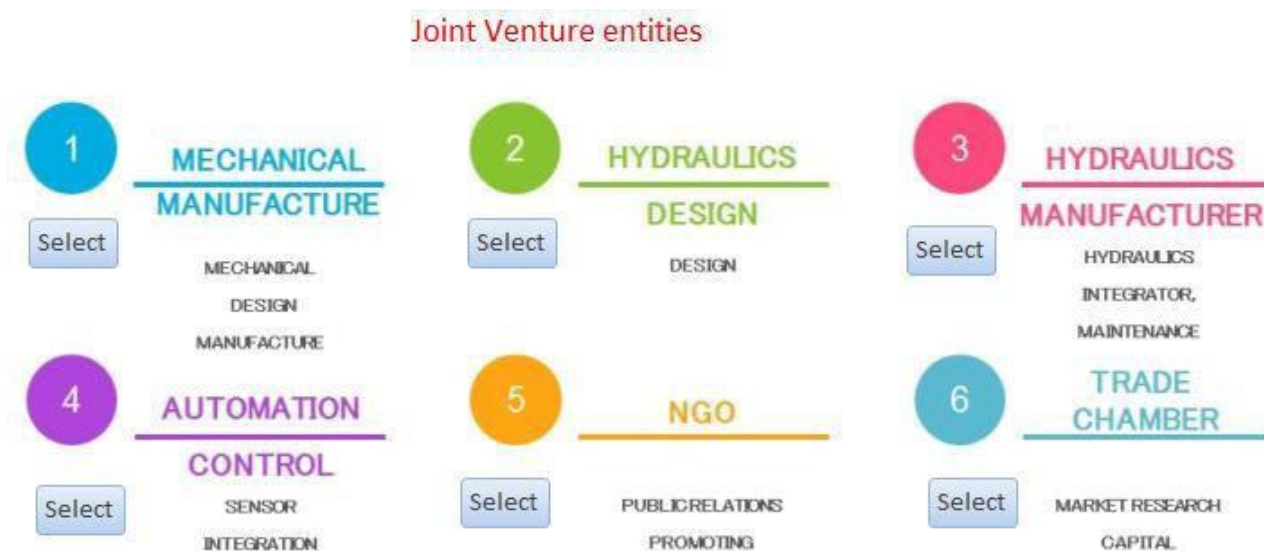 Joint Venture entities
1
MECHANICAL
MANUFACTURE
Select
MECHANICAL
DESIGN
MANUFACTURE
2
HYDRAULICS
DESIGN
Select
DESIGN
3
HYDRAULICS
MANUFACTURER
Select
HYDRAULICS
INTEGRATOR,
MAINTENANCE
4
AUTOMATION
CONTROL
Select
SENSOR
INTEGRATION
5
NGO
Select
PUBLIC RELATIONS
PROMOTING
6
TRADE
CHAMBER
Select
MARKET RESEARCH
CAPITAL